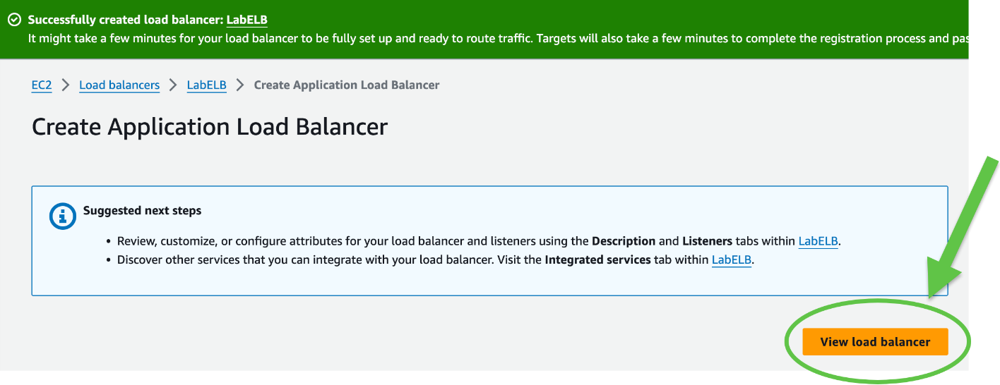 Successfully created load balancer: LabELB
It might take a few minutes for your load balancer to be fully set up and ready to route traffic. Targets will also take a few minutes to complete the registration process and
EC2 > Load balancers > LabELB > Create Application Load Balancer
Create Application Load Balancer
Suggested next steps
• Review, customize, or configure attributes for your load balancer and listeners using the Description and Listeners tabs within LabELB.
• Discover other services that you can integrate with your load balancer. Visit the Integrated services tab within LabELB.
View load balancer